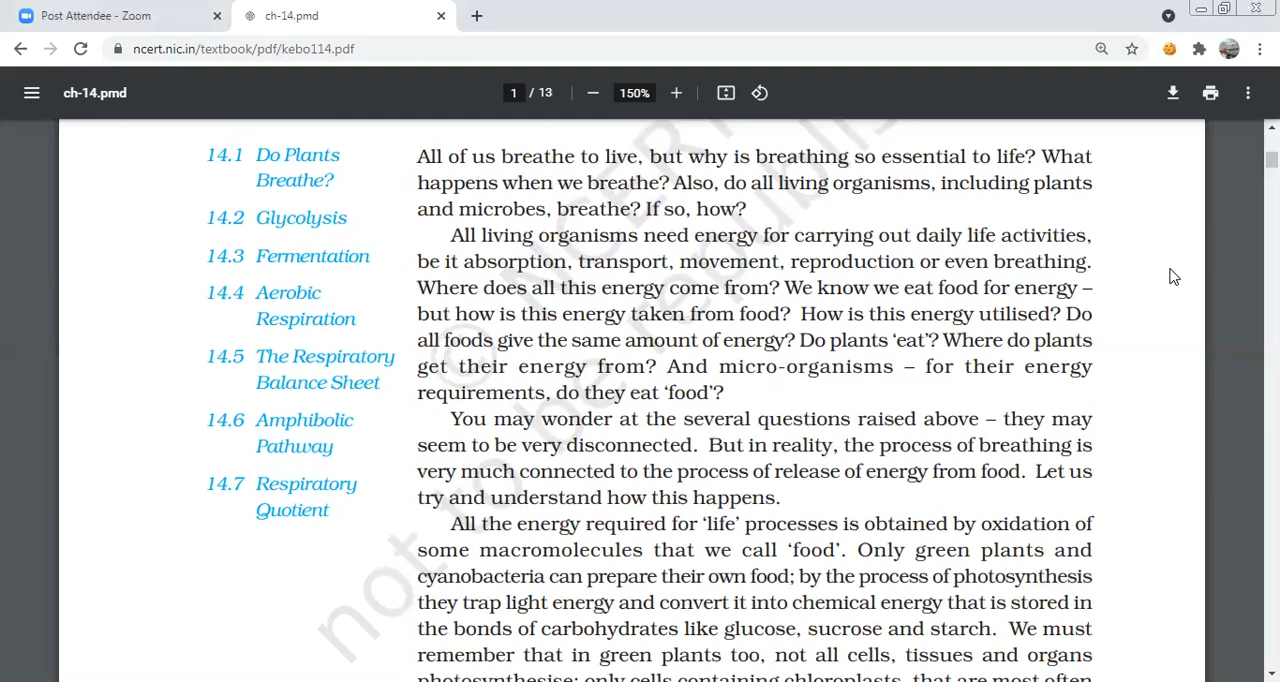 Post Attendee - Zoom
ch-14.pmd
ncert.nic.in/textbook/pdf/kebo114.pdf
ch-14.pmd
1 / 13
150%
14.1 Do Plants
Breathe?
14.2 Glycolysis
14.3 Fermentation
14.4 Aerobic
Respiration
14.5 The Respiratory
Balance Sheet
14.6 Amphibolic
Pathway
14.7 Respiratory
Quotient
All of us breathe to live, but why is breathing so essential to life? What
happens when we breathe? Also, do all living organisms, including plants
and microbes, breathe? If so, how?
All living organisms need energy for carrying out daily life activities,
be it absorption, transport, movement, reproduction or even breathing.
Where does all this energy come from? We know we eat food for energy –
but how is this energy taken from food? How is this energy utilised? Do
all foods give the same amount of energy? Do plants ‘eat’? Where do plants
get their energy from? And micro-organisms – for their energy
requirements, do they eat ‘food’?
You may wonder at the several questions raised above – they may
seem to be very disconnected. But in reality, the process of breathing is
very much connected to the process of release of energy from food. Let us
try and understand how this happens.
All the energy required for ‘life’ processes is obtained by oxidation of
some macromolecules that we call ‘food’. Only green plants and
cyanobacteria can prepare their own food; by the process of photosynthesis
they trap light energy and convert it into chemical energy that is stored in
the bonds of carbohydrates like glucose, sucrose and starch. We must
remember that in green plants too, not all cells, tissues and organs
photosynthesise; only cells containing chloroplasts, that are most often
© NCERT
not to be republis